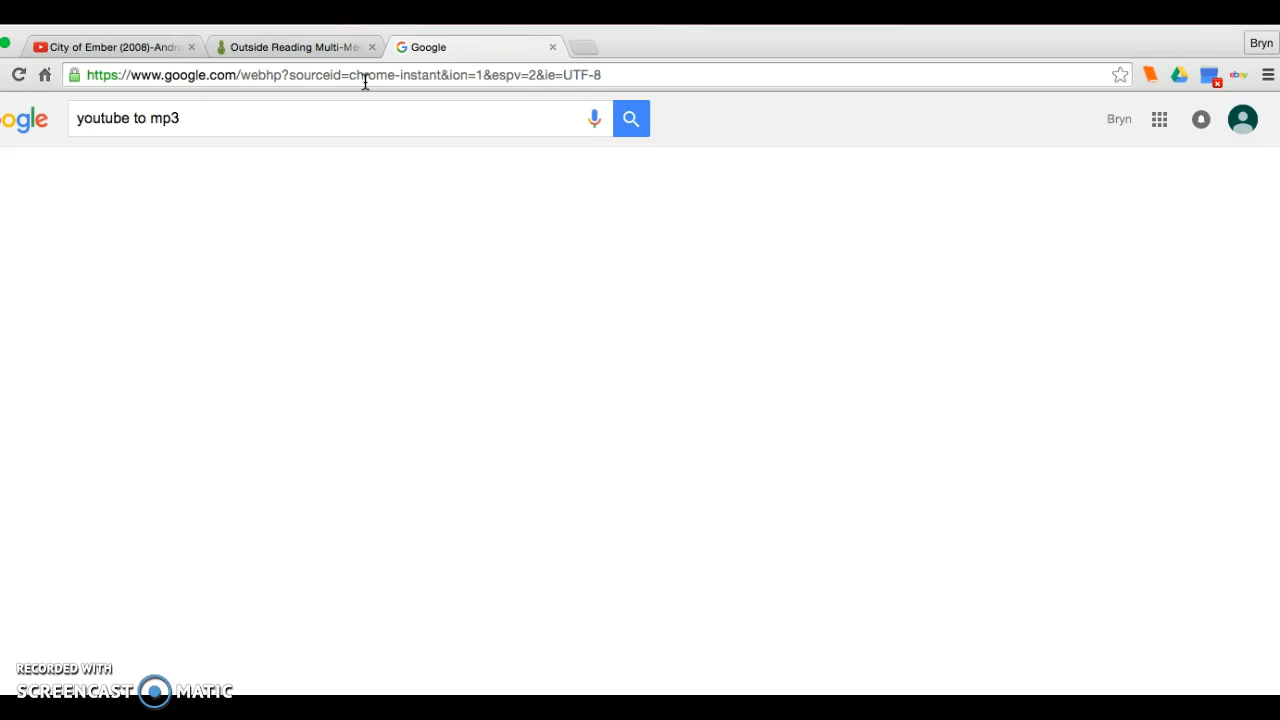 City of Ember (2008)-Andr
Outside Reading Multi-Me
Google
Bryn
https://www.google.com/webhp?sourceid=chrome-instant&ion=1&espv=2&ie=UTF-8
ebay
ogle
youtube to mp3
Bryn
RECORDED WITH
SCREENCAST MATIC